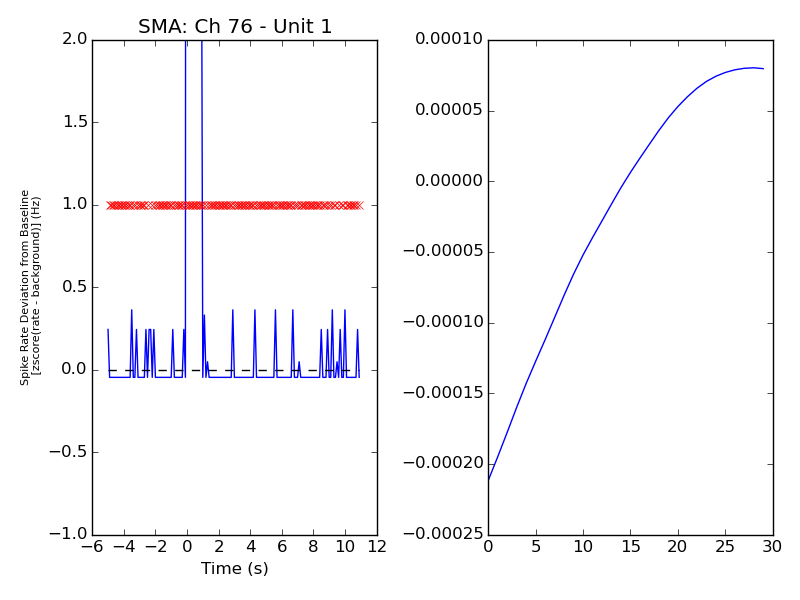 SMA: Ch 76 - Unit 1
2.0
1.5
1.0
0.5
0.0
−0.5
−1.0
Spike Rate Deviation from Baseline
[zscore(rate - background)] (Hz)
−6 −4 −2 0 2 4 6 8 10 12
Time (s)
0.00010
0.00005
0.00000
−0.00005
−0.00010
−0.00015
−0.00020
−0.00025
0 5 10 15 20 25 30